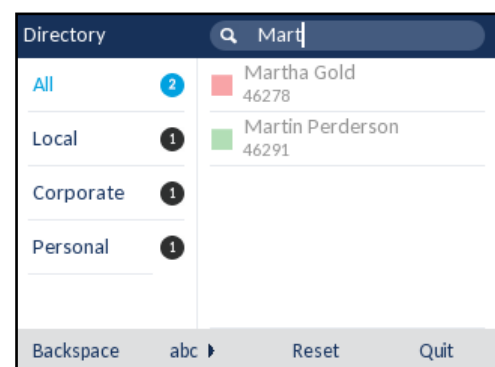 Directory
Mart
All 2
Martha Gold
46278
Local 1
Martin Perderson
46291
Corporate 1
Personal 1
Backspace abc Reset Quit